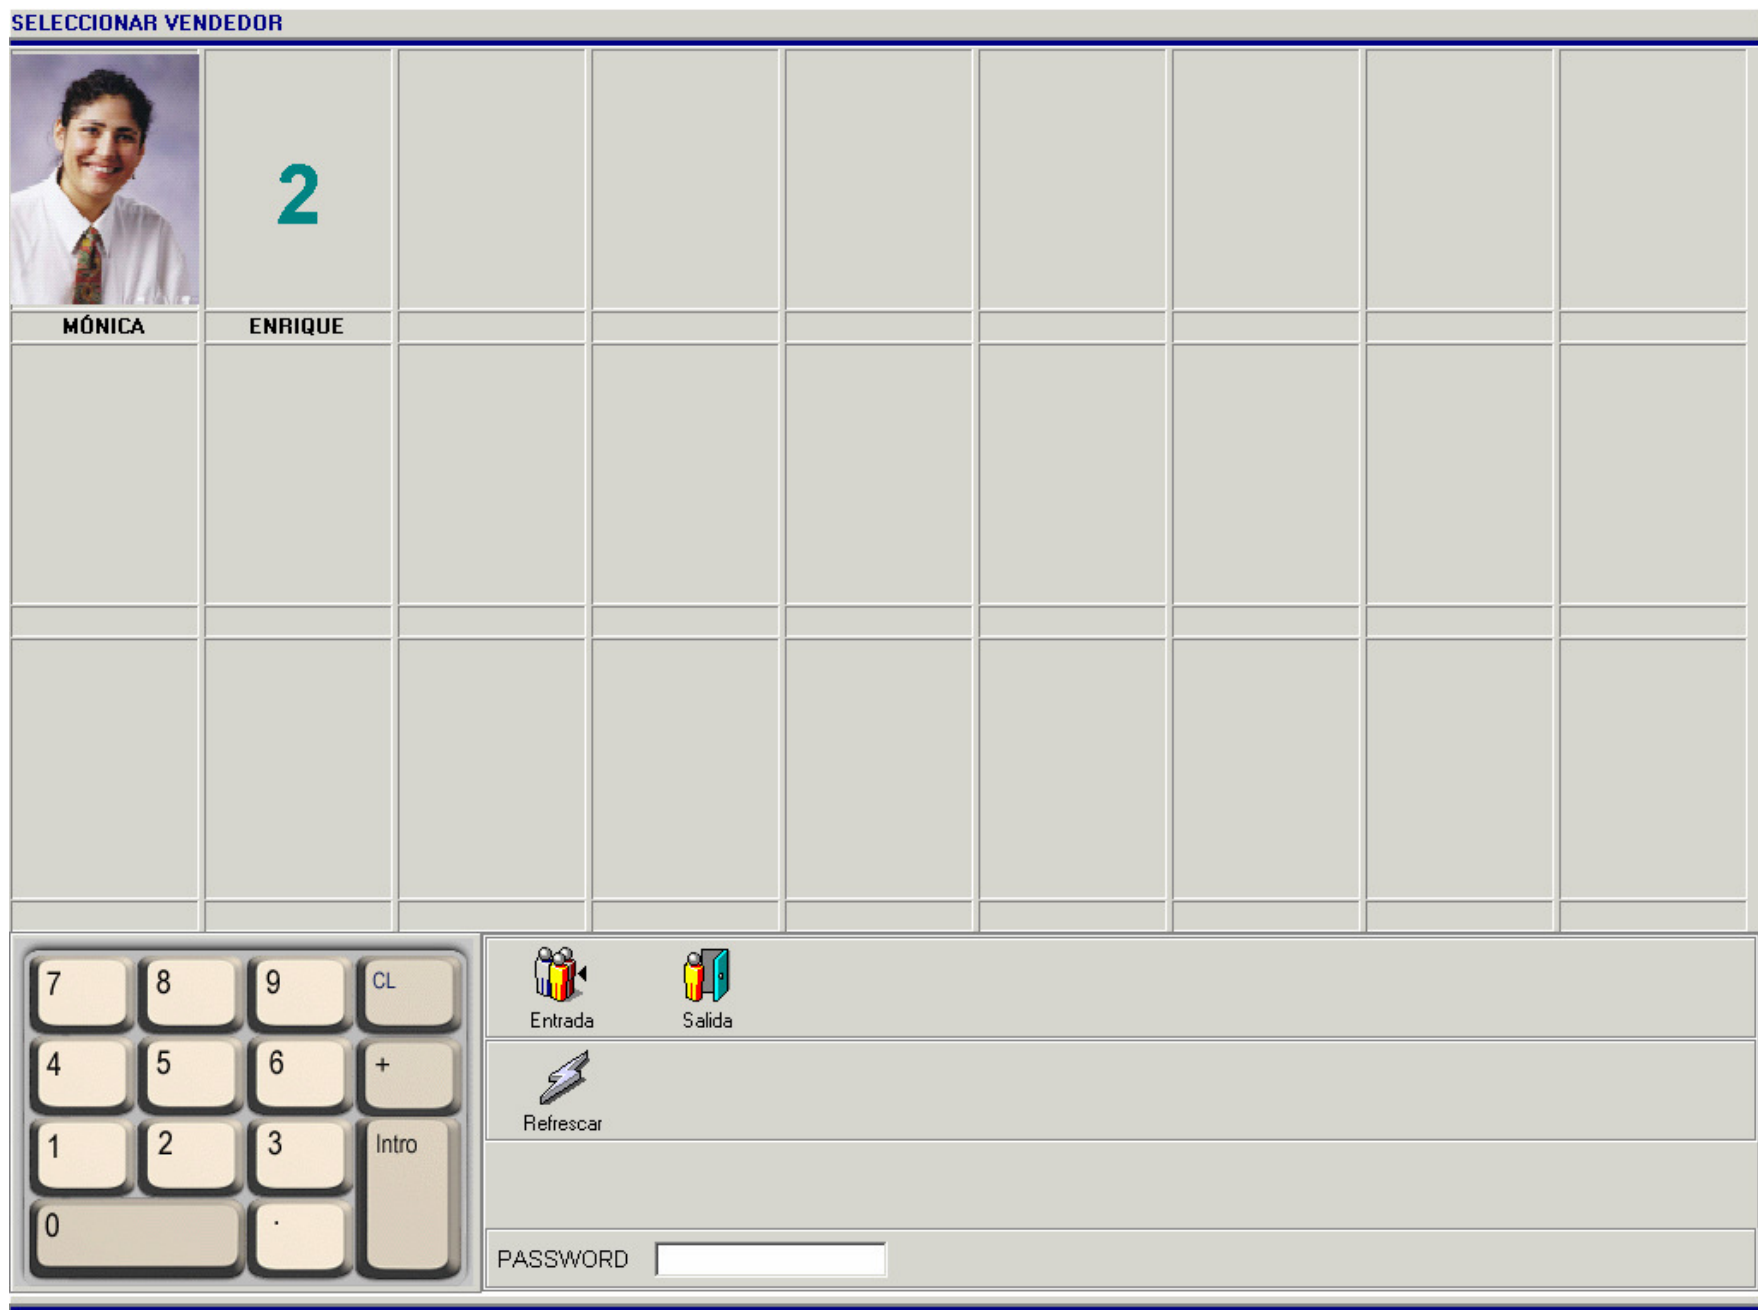 SELECCIONAR VENDEDOR
2
MÓNICA ENRIQUE
7 8 9 CL
4 5 6 +
1 2 3 Intro
0 .
Entrada Salida
Refrescar
PASSWORD